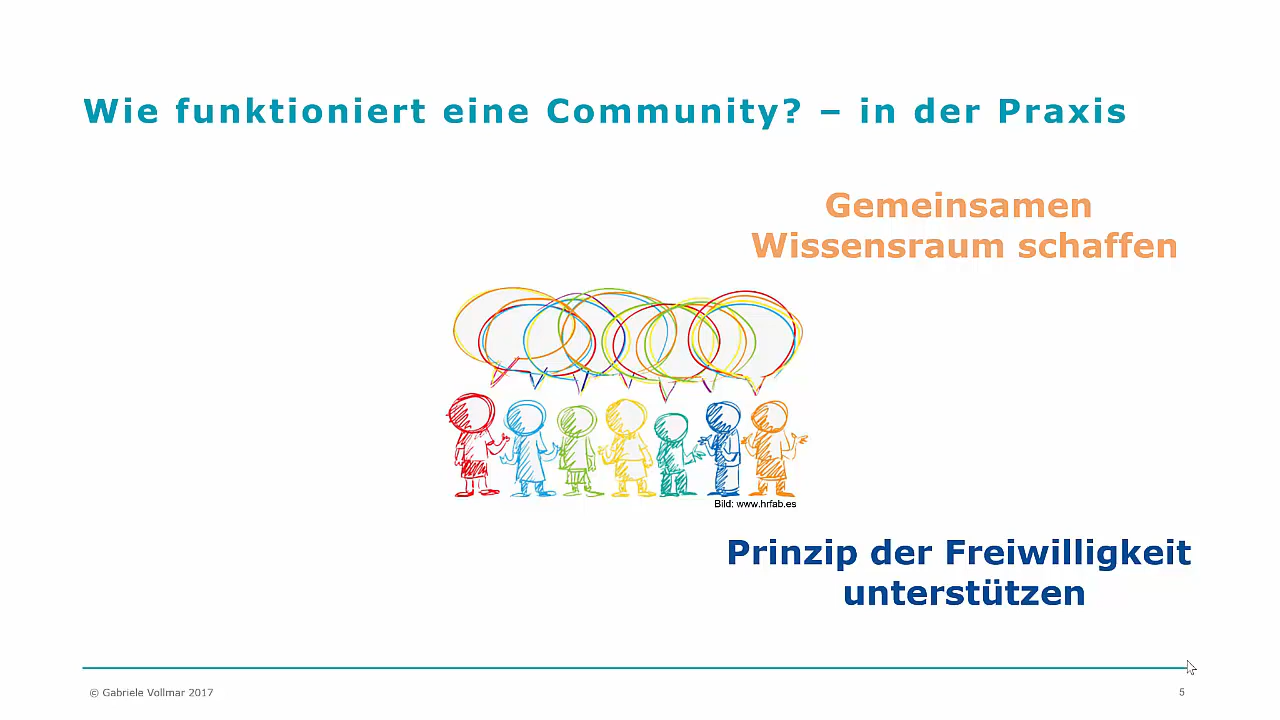 Wie funktioniert eine Community? – in der Praxis
Gemeinsamen
Wissensraum schaffen
Bild: www.hrfab.es
Prinzip der Freiwilligkeit
unterstützen
© Gabriele Vollmar 2017
5